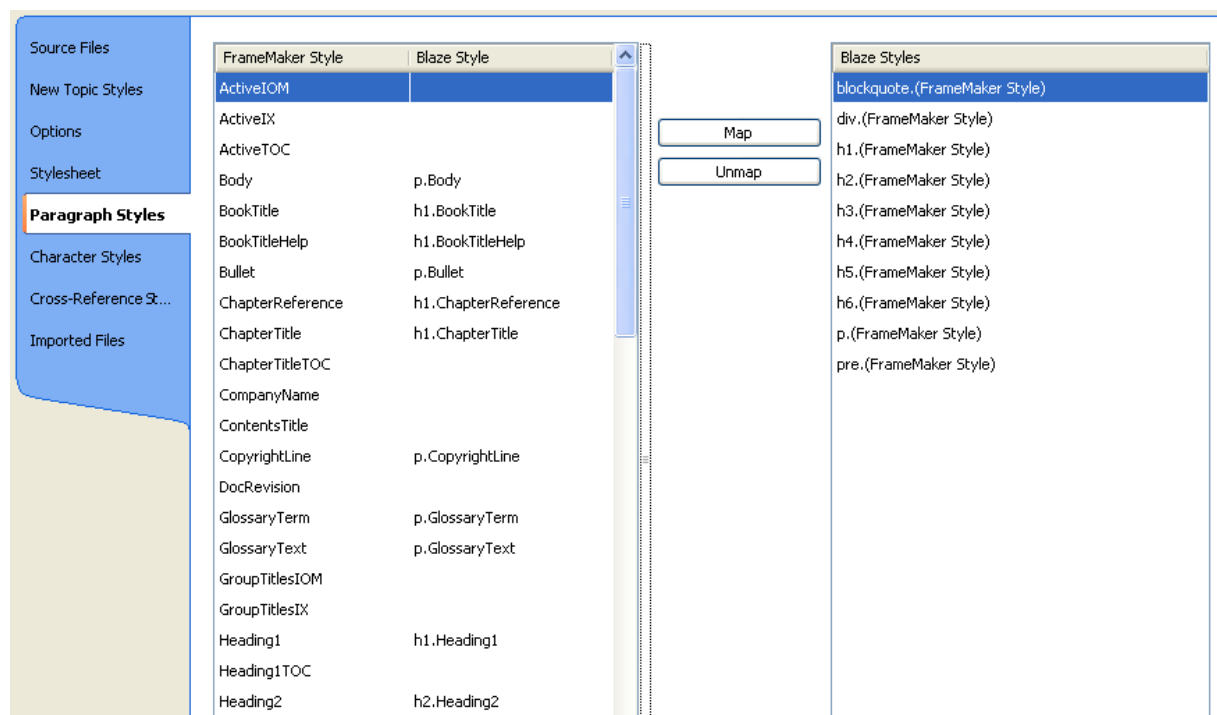 Source Files
New Topic Styles
Options
Stylesheet
Paragraph Styles
Character Styles
Cross-Reference St...
Imported Files
FrameMaker Style Blaze Style
ActiveIOM
ActiveIX
ActiveTOC
Body p.Body
BookTitle h1.BookTitle
BookTitleHelp h1.BookTitleHelp
Bullet p.Bullet
ChapterReference h1.ChapterReference
ChapterTitle h1.ChapterTitle
ChapterTitleTOC
CompanyName
ContentsTitle
CopyrightLine p.CopyrightLine
DocRevision
GlossaryTerm p.GlossaryTerm
GlossaryText p.GlossaryText
GroupTitlesIOM
GroupTitlesIX
Heading1 h1.Heading1
Heading1TOC
Heading2 h2.Heading2
Map
Unmap
Blaze Styles
blockquote.(FrameMaker Style)
div.(FrameMaker Style)
h1.(FrameMaker Style)
h2.(FrameMaker Style)
h3.(FrameMaker Style)
h4.(FrameMaker Style)
h5.(FrameMaker Style)
h6.(FrameMaker Style)
p.(FrameMaker Style)
pre.(FrameMaker Style)